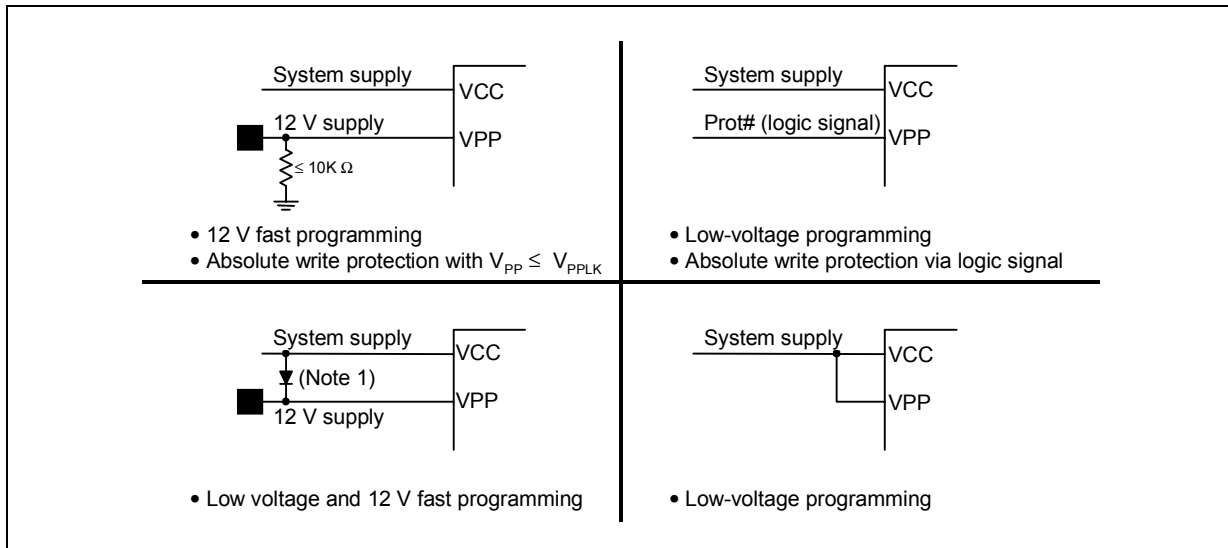 System supply
VCC
12 V supply
VPP
≤ 10K Ω
• 12 V fast programming
• Absolute write protection with VPP ≤ VPPLK
System supply
VCC
Prot# (logic signal)
VPP
• Low-voltage programming
• Absolute write protection via logic signal
System supply
VCC
(Note 1)
VPP
12 V supply
• Low voltage and 12 V fast programming
System supply
VCC
VPP
• Low-voltage programming